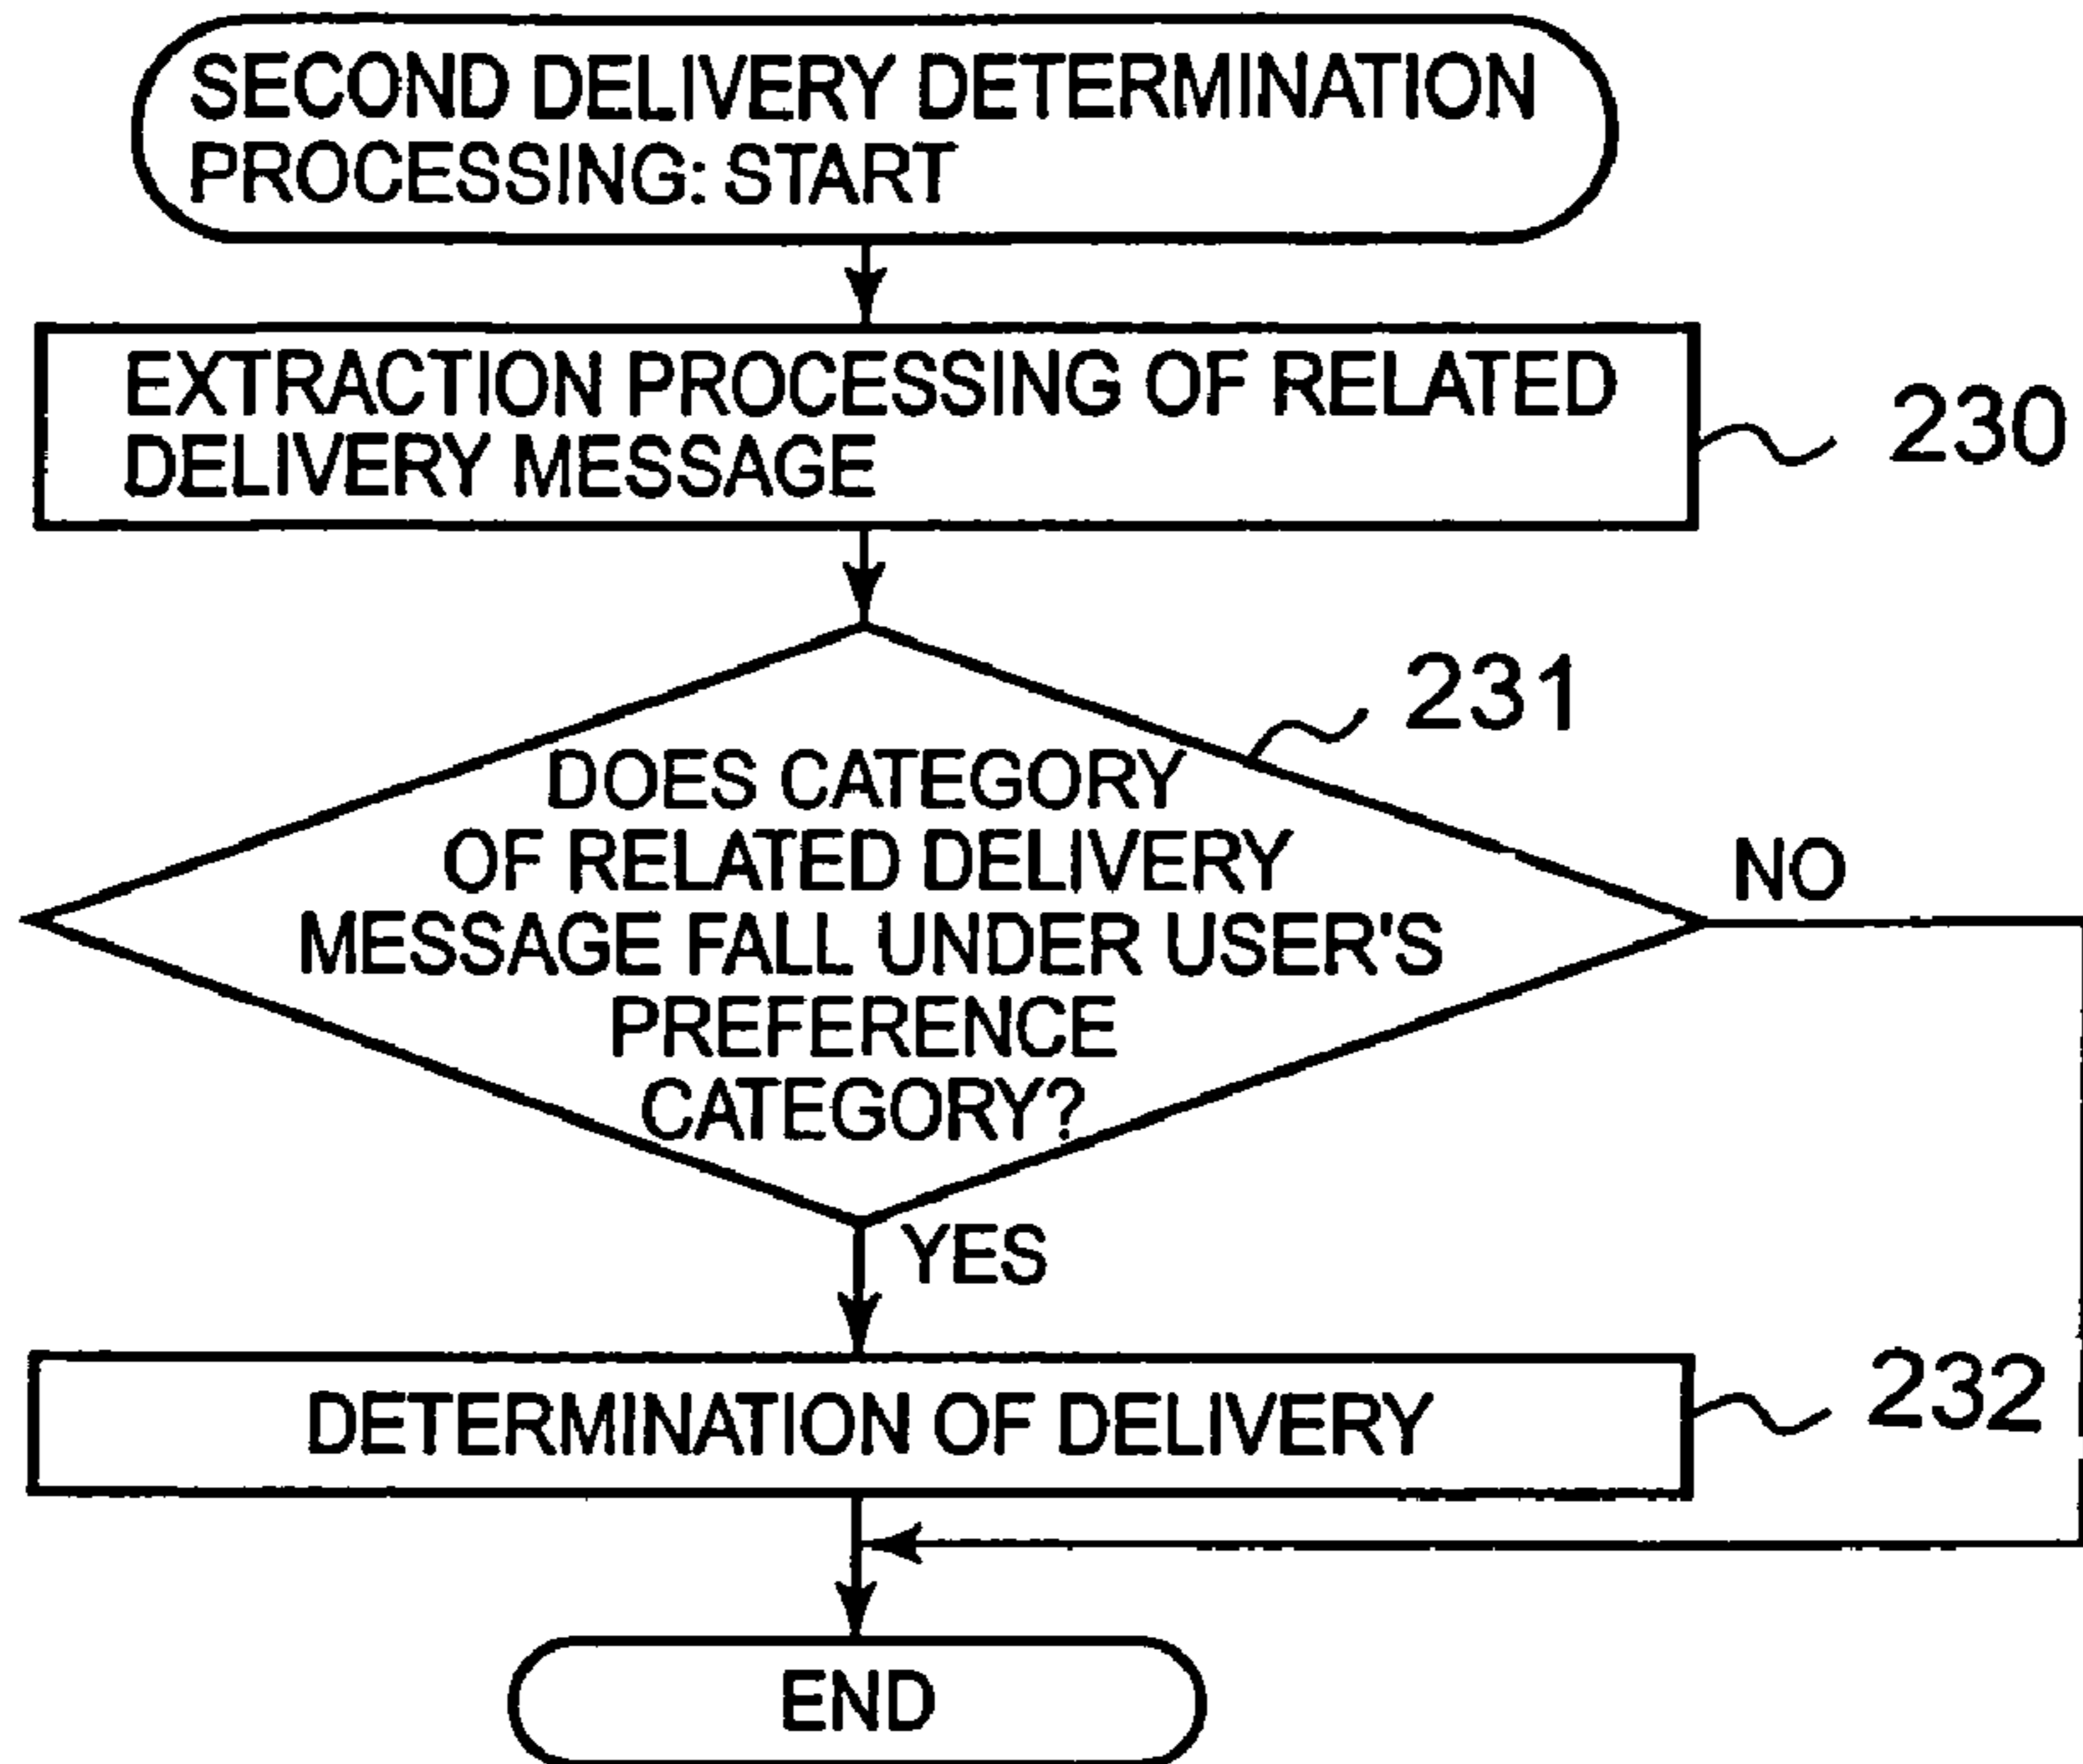 SECOND DELIVERY DETERMINATION
PROCESSING: START
EXTRACTION PROCESSING OF RELATED
DELIVERY MESSAGE
230
231
DOES CATEGORY
OF RELATED DELIVERY
MESSAGE FALL UNDER USER'S
PREFERENCE
CATEGORY?
NO
YES
DETERMINATION OF DELIVERY
232
END